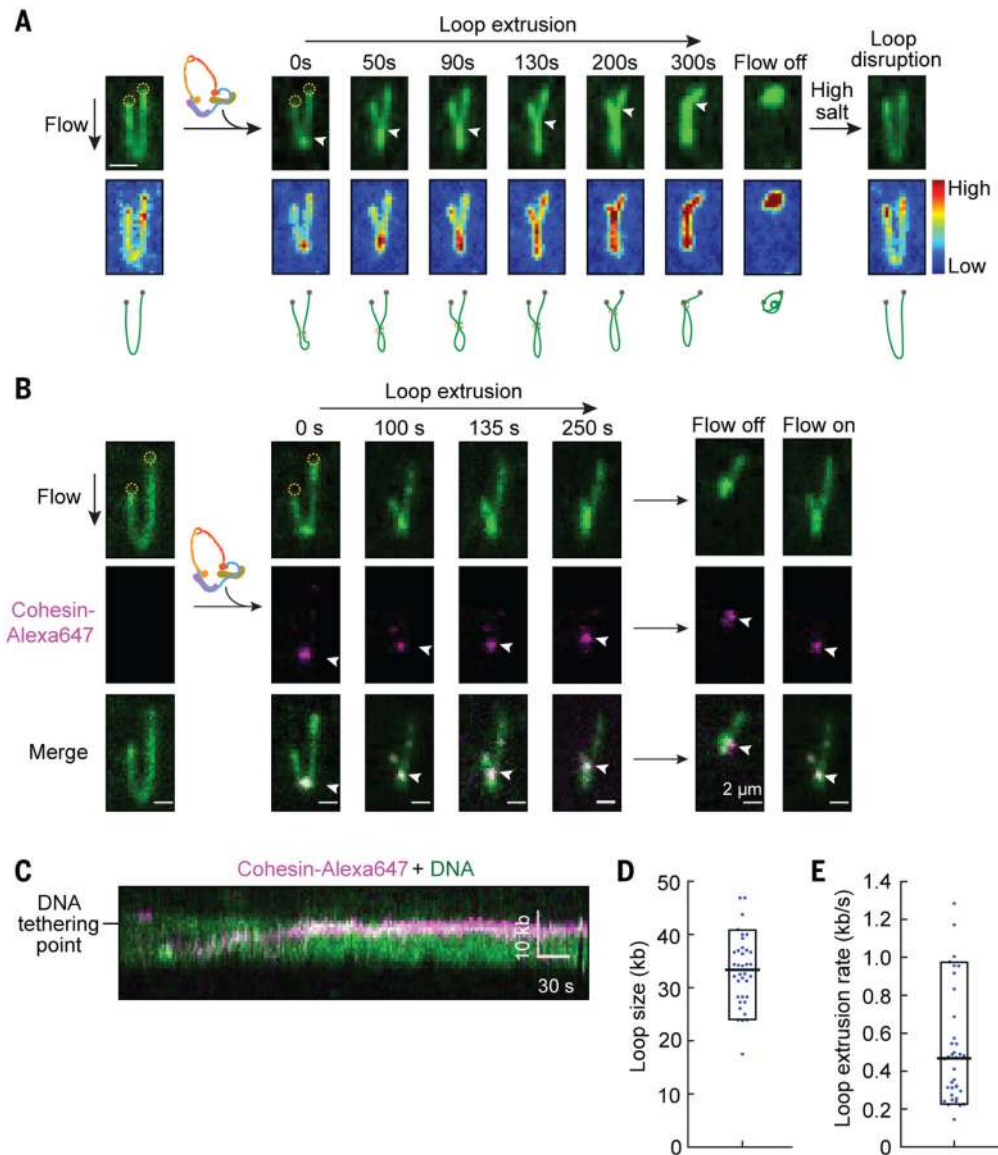 A
Loop extrusion
0s 50s 90s 130s 200s 300s Flow off
Loop
disruption
Flow
High
salt
High
Low
B
Loop extrusion
0 s 100 s 135 s 250 s Flow off Flow on
Flow
Cohesin-
Alexa647
Merge
2 μm
C
Cohesin-Alexa647 + DNA
DNA
tethering
point
10 kb
30 s
D
Loop size (kb)
50
40
30
20
10
0
E
Loop extrusion rate (kb/s)
1.4
1.2
1.0
0.8
0.6
0.4
0.2
0